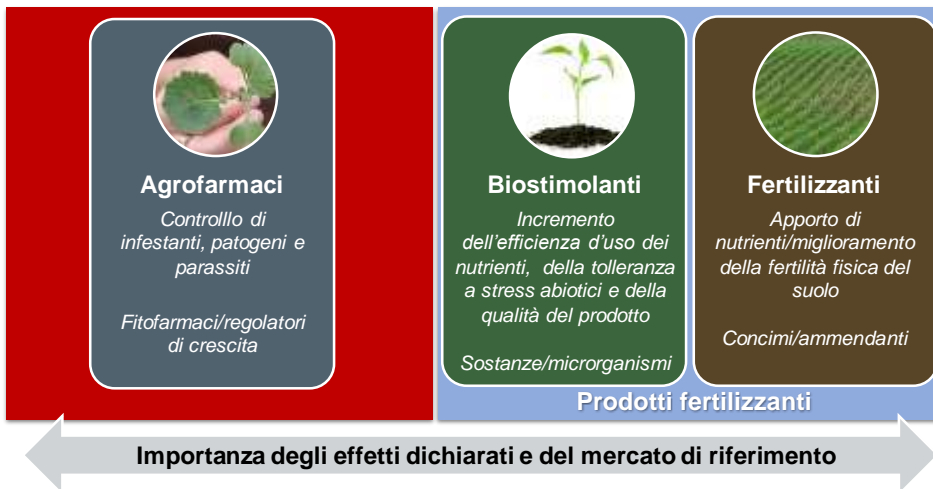 Agrofarmaci
Controlllo di
infestanti, patogeni e
parassiti
Fitofarmaci/regolatori
di crescita
Biostimolanti
Incremento
dell'efficienza d'uso dei
nutrienti, della tolleranza
a stress abiotici e della
qualità del prodotto
Sostanze/microrganismi
Fertilizzanti
Apporto di
nutrienti/miglioramento
della fertilità fisica del
suolo
Concimi/ammendanti
Prodotti fertilizzanti
Importanza degli effetti dichiarati e del mercato di riferimento